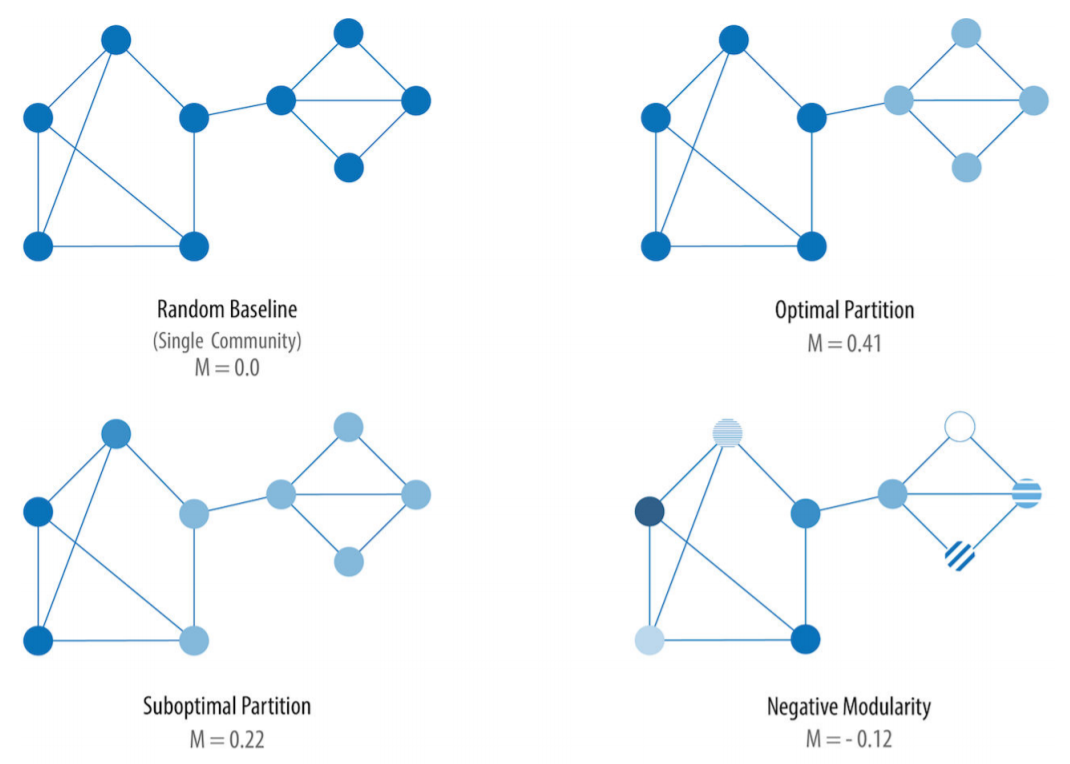 Random Baseline
(Single Community)
M = 0.0
Optimal Partition
M = 0.41
Suboptimal Partition
M = 0.22
Negative Modularity
M = - 0.12